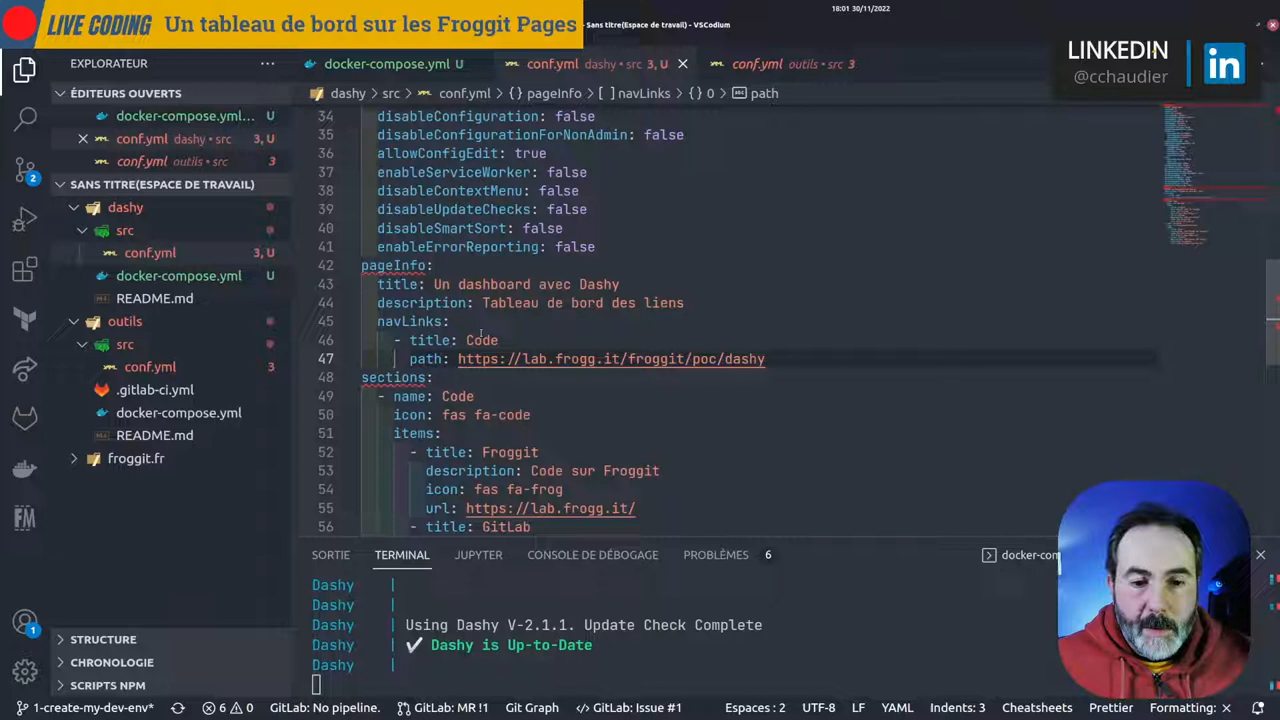 LIVE CODING Un tableau de bord sur les Froggit Pages
- Sans titre(Espace de travail) - VSCodium
18:01 30/11/2022
LINKEDIN
@cchaudier
in
EXPLORATEUR
docker-compose.yml U
conf.yml dashy • src 3, U
conf.yml outils • src 3
ÉDITEURS OUVERTS
docker-compose.yml... U
conf.yml dashy • src 3, U
conf.yml outils • src 3
SANS TITRE(ESPACE DE TRAVAIL)
dashy
src
conf.yml 3, U
docker-compose.yml U
README.md
outils
src
conf.yml 3
.gitlab-ci.yml
docker-compose.yml
README.md
froggit.fr
STRUCTURE
CHRONOLOGIE
SCRIPTS NPM
dashy > src > conf.yml > {} pageInfo > [ ] navLinks > {} 0 > path
34 disableConfiguration: false
35 disableConfigurationForNonAdmin: false
36 allowConfigEdit: true
37 enableServiceWorker: false
38 disableContextMenu: false
39 disableUpdateChecks: false
40 disableSmartSort: false
41 enableErrorReporting: false
42 pageInfo:
43 title: Un dashboard avec Dashy
44 description: Tableau de bord des liens
45 navLinks:
46 - title: Code
47 path: https://lab.frogg.it/froggit/poc/dashy
48 sections:
49 - name: Code
50 icon: fas fa-code
51 items:
52 - title: Froggit
53 description: Code sur Froggit
54 icon: fas fa-frog
55 url: https://lab.frogg.it/
56 - title: GitLab
SORTIE TERMINAL JUPYTER CONSOLE DE DÉBOGAGE PROBLÈMES 6
docker-com
Dashy |
Dashy |
Dashy | Using Dashy V-2.1.1. Update Check Complete
Dashy | ✔ Dashy is Up-to-Date
Dashy |
2
1
FM
1-create-my-dev-env* 6 0 GitLab: No pipeline. GitLab: MR !1 Git Graph GitLab: Issue #1 Espaces : 2 UTF-8 LF YAML Indents: 3 Cheatsheets Prettier Formatting: ×